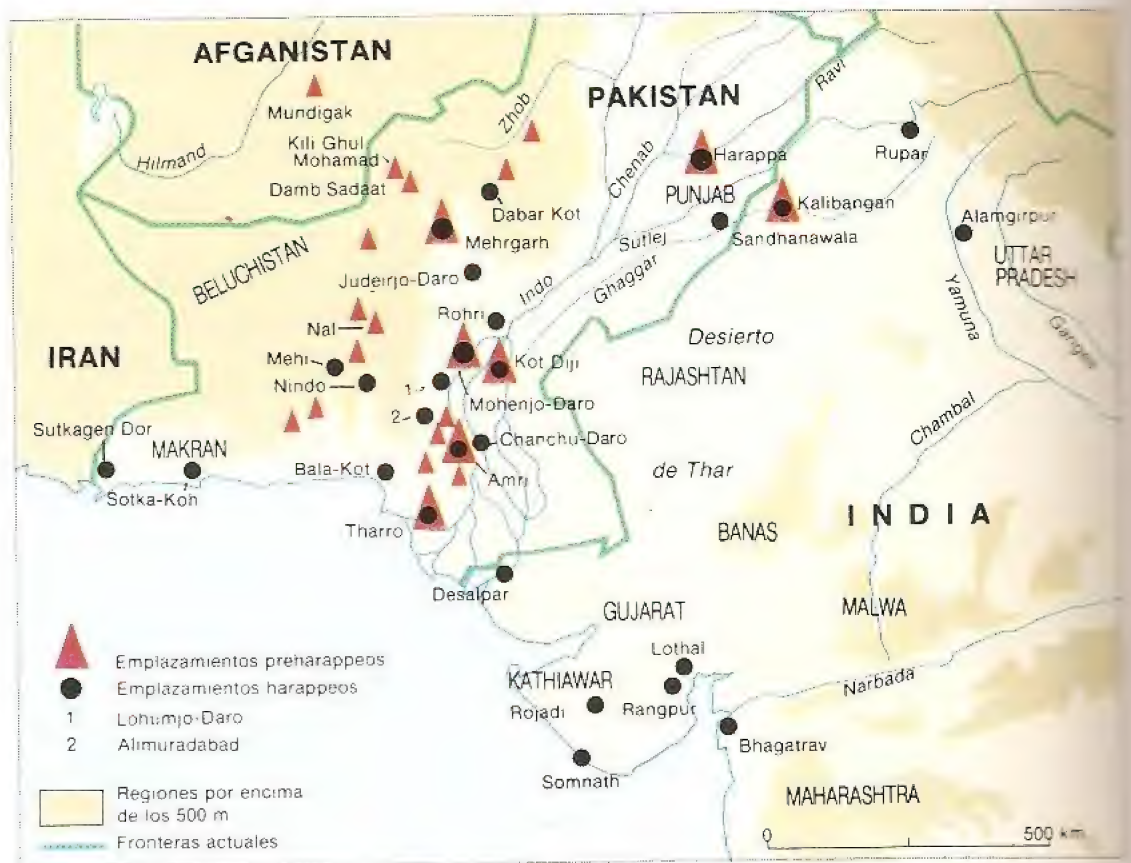 AFGANISTAN
Mundigak
Hilmand
Kili Ghul
Mohamad
Damb Sadaat
Zhob
PAKISTAN
Ravi
Chenab
Harappa
PUNJAB
Rupar
Dabar Kot
Mehrgarh
Kalibangan
Sandhanawala
Alamgirpur
UTTAR
PRADESH
Sutlej
Ghaggar
Indo
Yamuna
Ganges
BELUCHISTAN
Judeirjo-Daro
Rohri
Nal
IRAN
Mehi
Nindo
Kot Diji
1
Mohenjo-Daro
2
Desierto
RAJASHTAN
Chambal
Sutkagen Dor
MAKRAN
Sotka-Koh
Bala-Kot
Chanchu-Daro
Amri
de Thar
Tharro
BANAS
INDIA
Desalpar
GUJARAT
MALWA
Lothal
KATHIAWAR
Rojadi
Rangpur
Narbada
Bhagatrav
Somnath
MAHARASHTRA
Emplazamientos preharappeos
Emplazamientos harappeos
1 Lohumjo-Daro
2 Alimuradabad
Regiones por encima
de los 500 m
Fronteras actuales
0 500 km